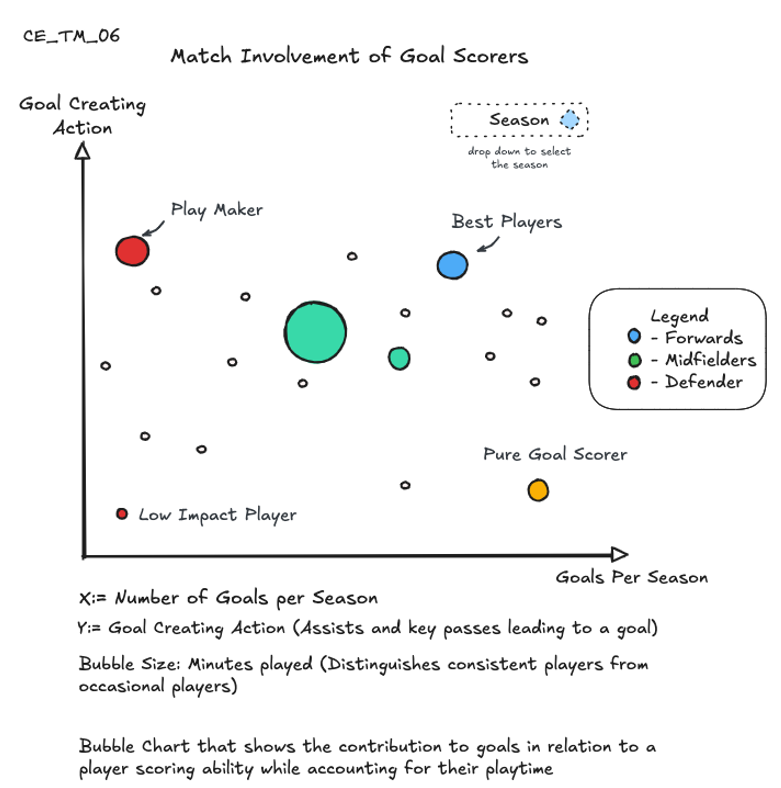 CE_TM_06
Match Involvement of Goal Scorers
Goal Creating
Action
Season
drop down to select
the season
Play Maker
Best Players
Legend
- Forwards
- Midfielders
- Defender
Pure Goal Scorer
Low Impact Player
Goals Per Season
X:= Number of Goals per Season
Y:= Goal Creating Action (Assists and key passes leading to a goal)
Bubble Size: Minutes played (Distinguishes consistent players from
occasional players)
Bubble Chart that shows the contribution to goals in relation to a
player scoring ability while accounting for their playtime